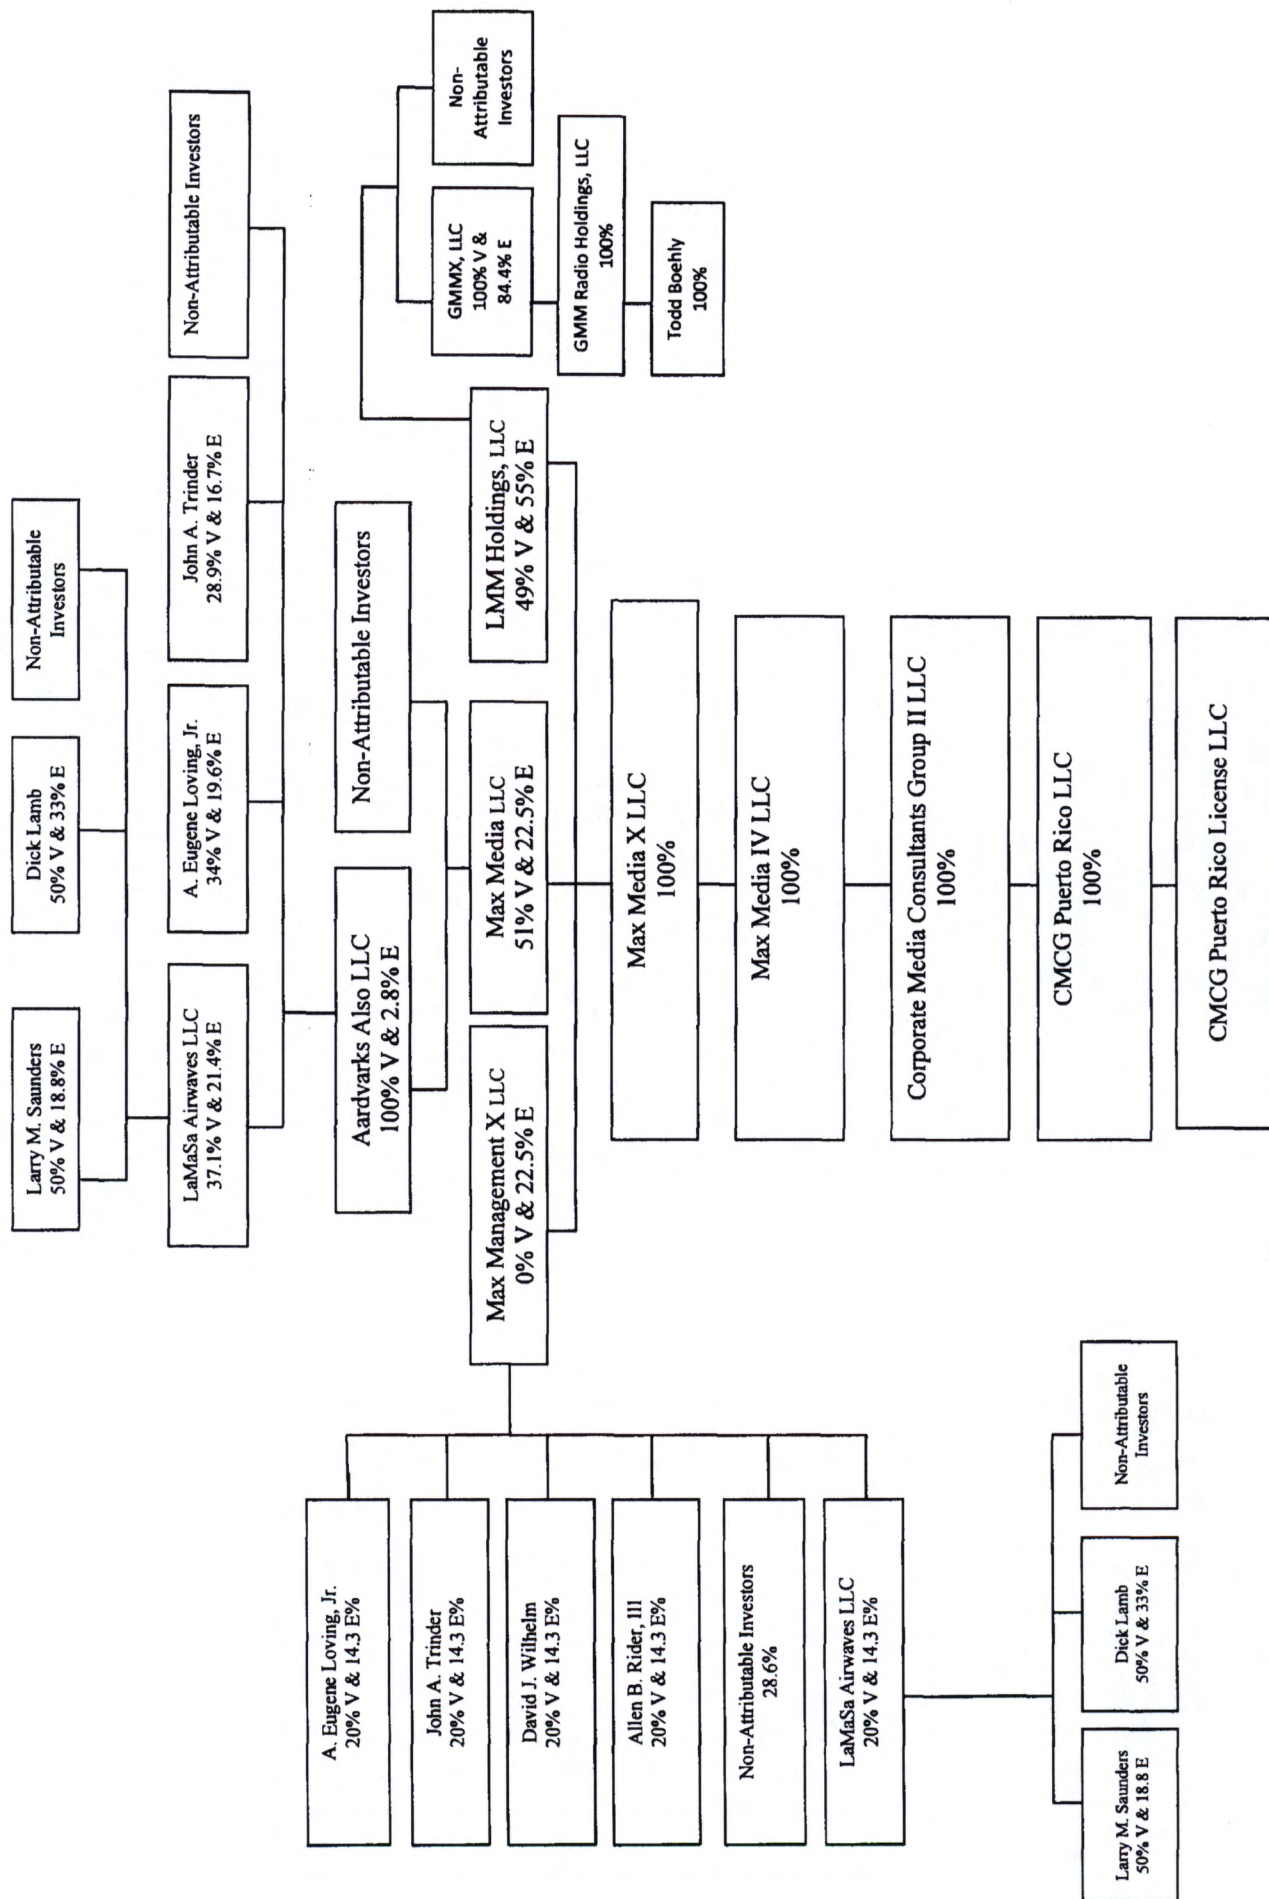 Larry M. Saunders
50% V & 18.8% E
Dick Lamb
50% V & 33% E
Non-Attributable
Investors
LaMaSa Airwaves LLC
37.1% V & 21.4% E
A. Eugene Loving, Jr.
34% V & 19.6% E
John A. Trinder
28.9% V & 16.7% E
Non-Attributable Investors
Aardvarks Also LLC
100% V & 2.8% E
Non-Attributable Investors
Max Management X LLC
0% V & 22.5% E
Max Media LLC
51% V & 22.5% E
LMM Holdings, LLC
49% V & 55% E
GMMX, LLC
100% V &
84.4% E
Non-
Attributable
Investors
GMM Radio Holdings, LLC
100%
Todd Boehly
100%
Max Media X LLC
100%
Max Media IV LLC
100%
Corporate Media Consultants Group II LLC
100%
CMCG Puerto Rico LLC
100%
CMCG Puerto Rico License LLC
A. Eugene Loving, Jr.
20% V & 14.3 E%
John A. Trinder
20% V & 14.3 E%
David J. Wilhelm
20% V & 14.3 E%
Allen B. Rider, III
20% V & 14.3 E%
Non-Attributable Investors
28.6%
LaMaSa Airwaves LLC
20% V & 14.3 E%
Larry M. Saunders
50% V & 18.8 E
Dick Lamb
50% V & 33% E
Non-Attributable
Investors